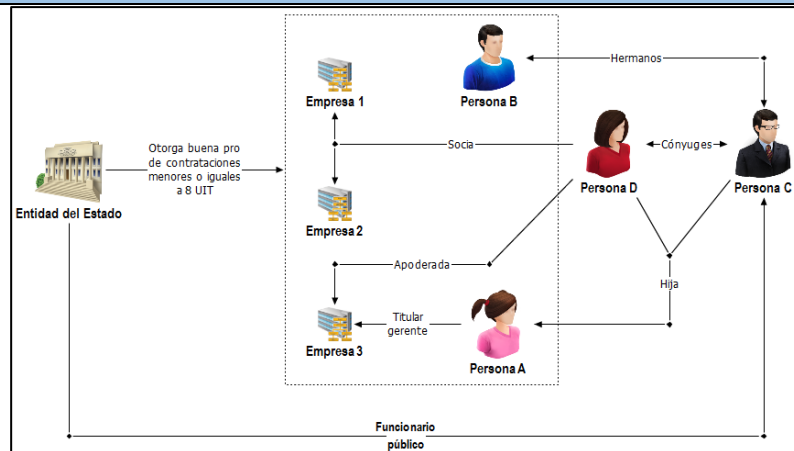 Hermanos
Empresa 1
Persona B
Otorga buena pro
de contrataciones
menores o iguales
a 8 UIT
Socia
Cónyuges
Entidad del Estado
Persona D
Persona C
Empresa 2
Apoderada
Hija
Titular
gerente
Empresa 3
Persona A
Funcionario
público